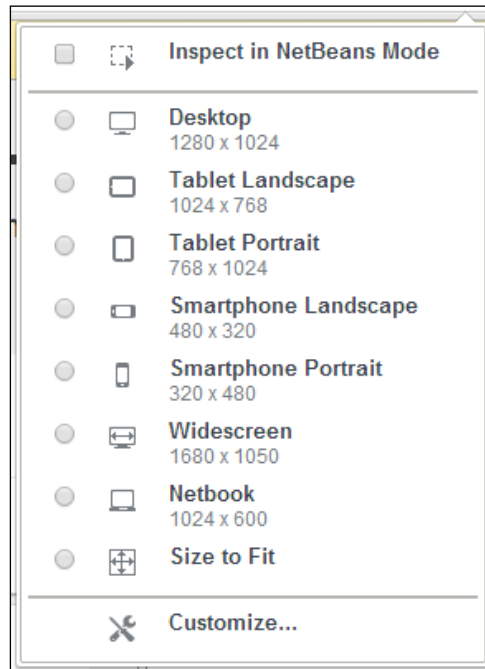 Inspect in NetBeans Mode
Desktop
1280 x 1024
Tablet Landscape
1024 x 768
Tablet Portrait
768 x 1024
Smartphone Landscape
480 x 320
Smartphone Portrait
320 x 480
Widescreen
1680 x 1050
Netbook
1024 x 600
Size to Fit
Customize...